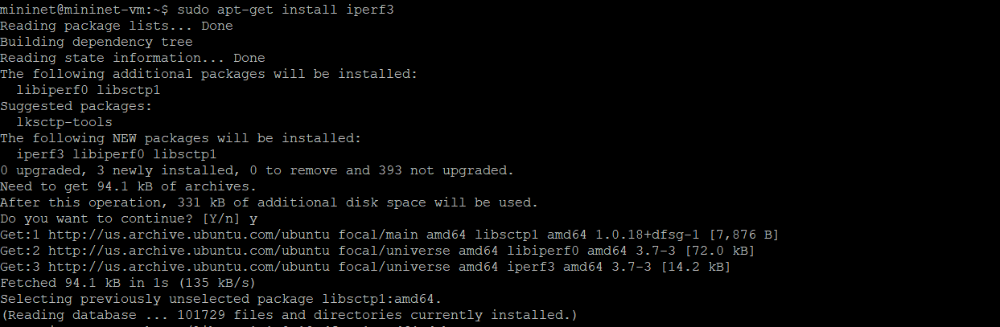 mininet@mininet-vm:~$ sudo apt-get install iperf3
Reading package lists... Done
Building dependency tree
Reading state information... Done
The following additional packages will be installed:
  libiperf0 libsctp1
Suggested packages:
  lksctp-tools
The following NEW packages will be installed:
  iperf3 libiperf0 libsctp1
0 upgraded, 3 newly installed, 0 to remove and 393 not upgraded.
Need to get 94.1 kB of archives.
After this operation, 331 kB of additional disk space will be used.
Do you want to continue? [Y/n] y
Get:1 http://us.archive.ubuntu.com/ubuntu focal/main amd64 libsctp1 amd64 1.0.18+dfsg-1 [7,876 B]
Get:2 http://us.archive.ubuntu.com/ubuntu focal/universe amd64 libiperf0 amd64 3.7-3 [72.0 kB]
Get:3 http://us.archive.ubuntu.com/ubuntu focal/universe amd64 iperf3 amd64 3.7-3 [14.2 kB]
Fetched 94.1 kB in 1s (135 kB/s)
Selecting previously unselected package libsctp1:amd64.
(Reading database ... 101729 files and directories currently installed.)